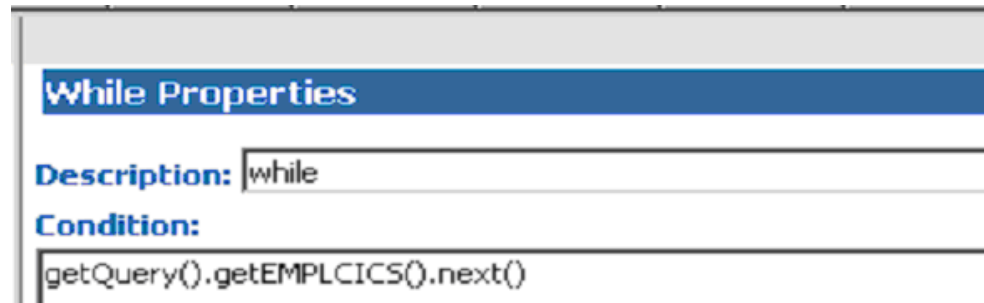 While Properties
Description: while
Condition:
getQuery().getEMPLCICS().next()